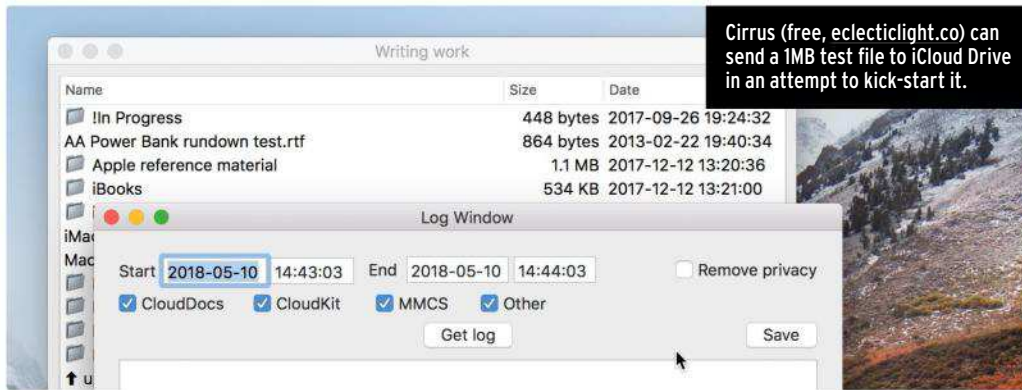 Cirrus (free, eclecticlight.co) can
send a 1MB test file to iCloud Drive
in an attempt to kick-start it.
Writing work
Name Size Date
!In Progress 448 bytes 2017-09-26 19:24:32
AA Power Bank rundown test.rtf 864 bytes 2013-02-22 19:40:34
Apple reference material 1.1 MB 2017-12-12 13:20:36
iBooks 534 KB 2017-12-12 13:21:00
Log Window
Start 2018-05-10 14:43:03 End 2018-05-10 14:44:03 Remove privacy
CloudDocs CloudKit MMCS Other
Get log Save